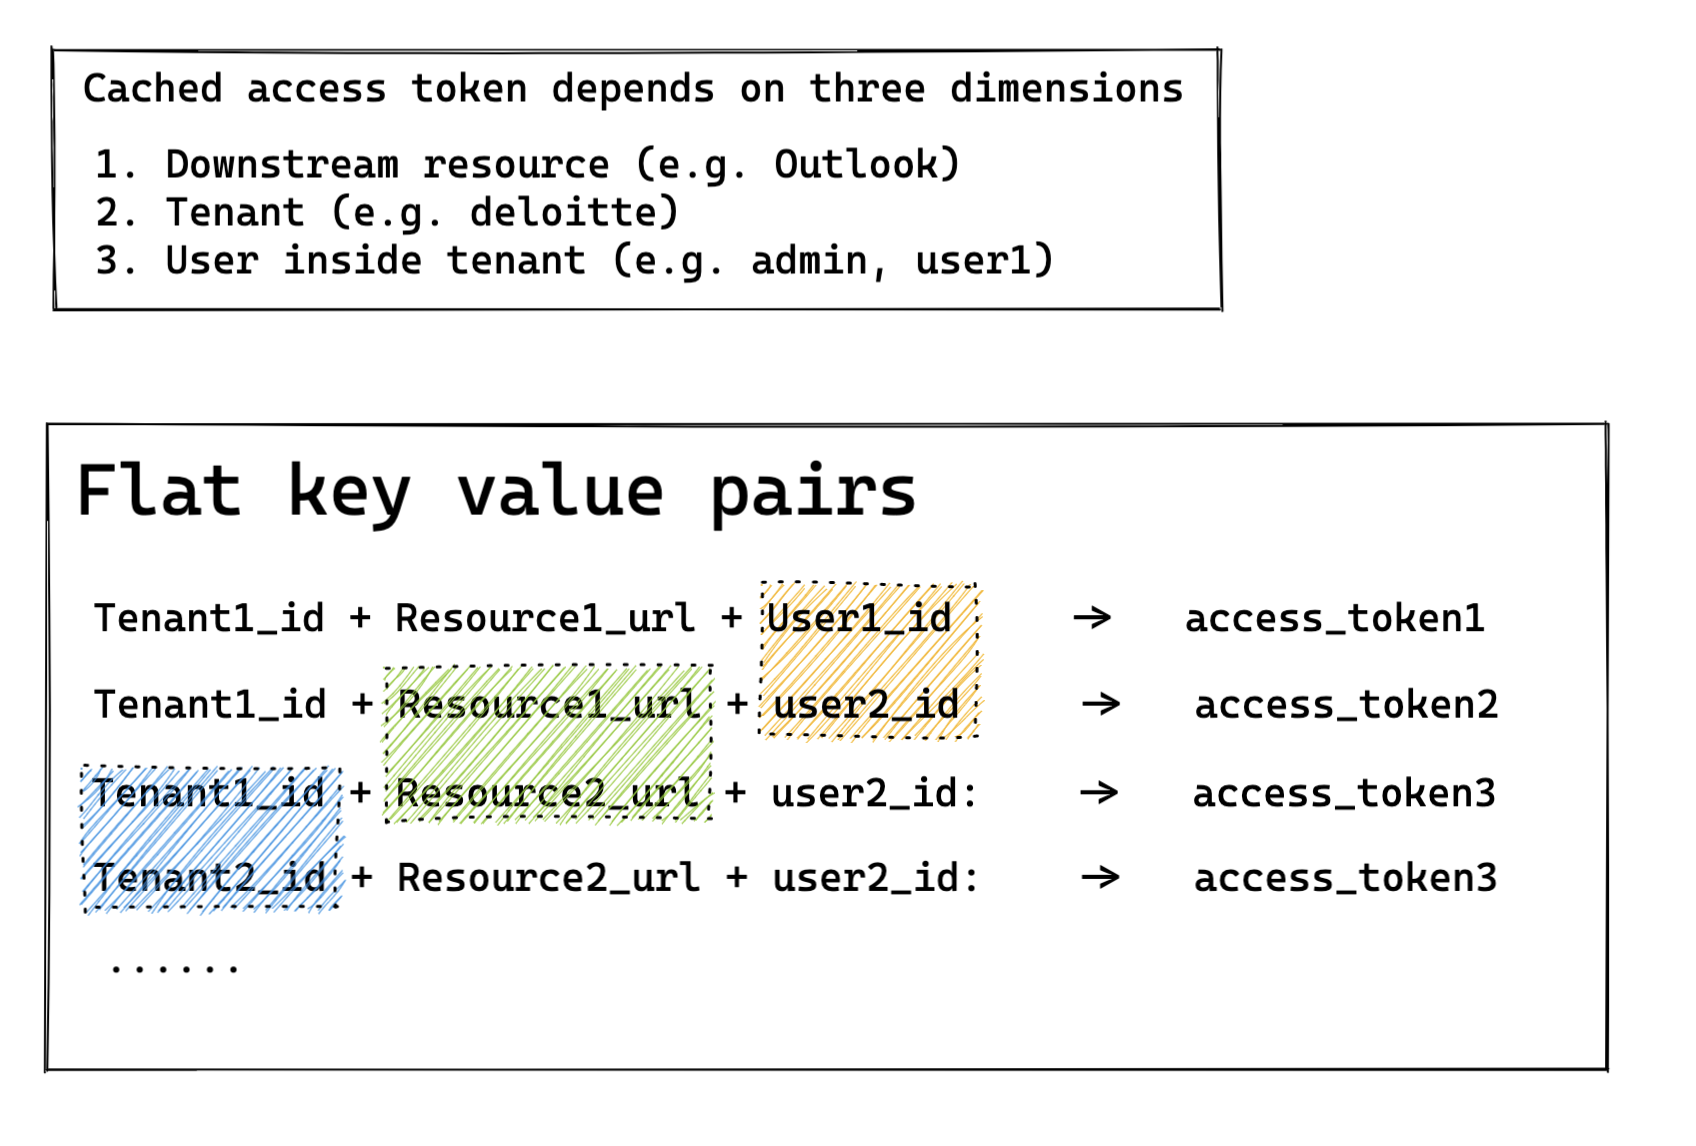 Cached access token depends on three dimensions
1. Downstream resource (e.g. Outlook)
2. Tenant (e.g. deloitte)
3. User inside tenant (e.g. admin, user1)
Flat key value pairs
Tenant1_id + Resource1_url + User1_id → access_token1
Tenant1_id + Resource1_url + user2_id → access_token2
Tenant1_id + Resource2_url + user2_id: → access_token3
Tenant2_id + Resource2_url + user2_id: → access_token3
......